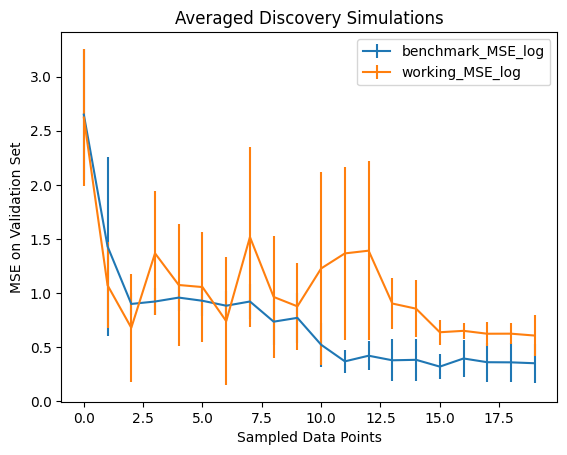 Averaged Discovery Simulations
benchmark_MSE_log
working_MSE_log
MSE on Validation Set
3.0
2.5
2.0
1.5
1.0
0.5
0.0
0.0 2.5 5.0 7.5 10.0 12.5 15.0 17.5
Sampled Data Points